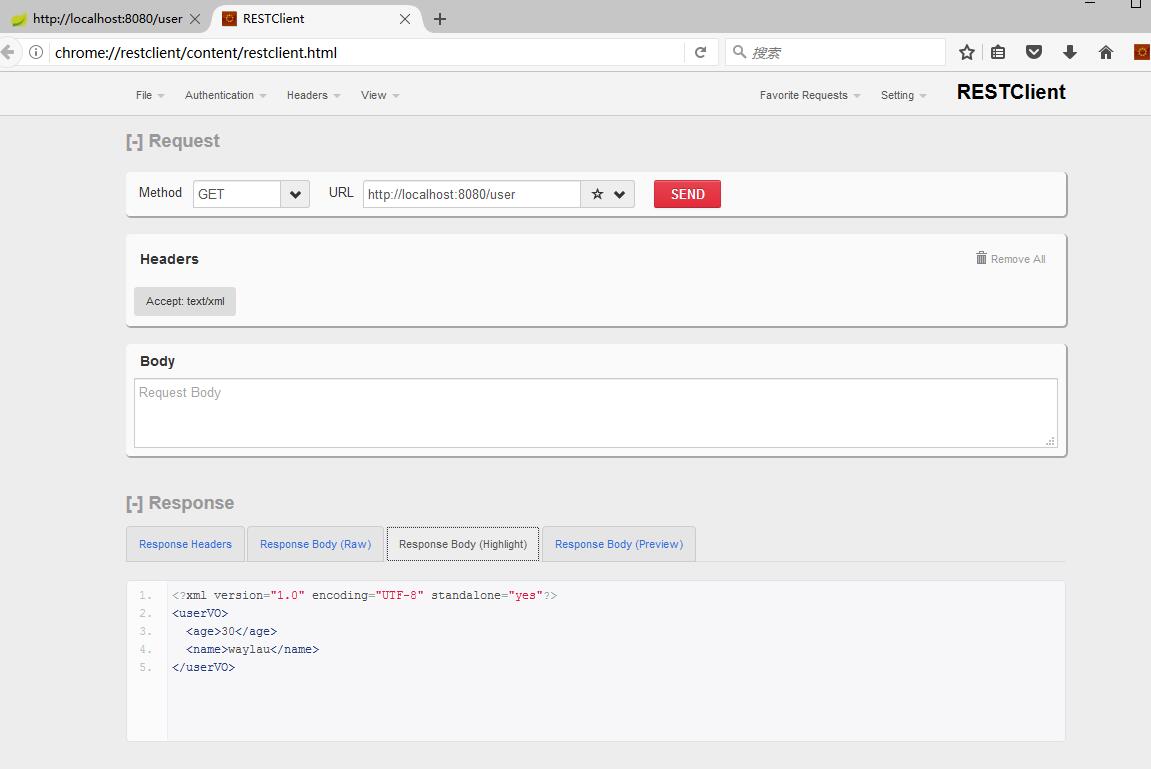 http://localhost:8080/user RESTClient
chrome://restclient/content/restclient.html 搜索
File Authentication Headers View Favorite Requests Setting RESTClient
[-] Request
Method GET URL http://localhost:8080/user SEND
Headers Remove All
Accept: text/xml
Body
Request Body
[-] Response
Response Headers Response Body (Raw) Response Body (Highlight) Response Body (Preview)
1. <?xml version="1.0" encoding="UTF-8" standalone="yes"?>
2. <userVO>
3. <age>30</age>
4. <name>waylau</name>
5. </userVO>